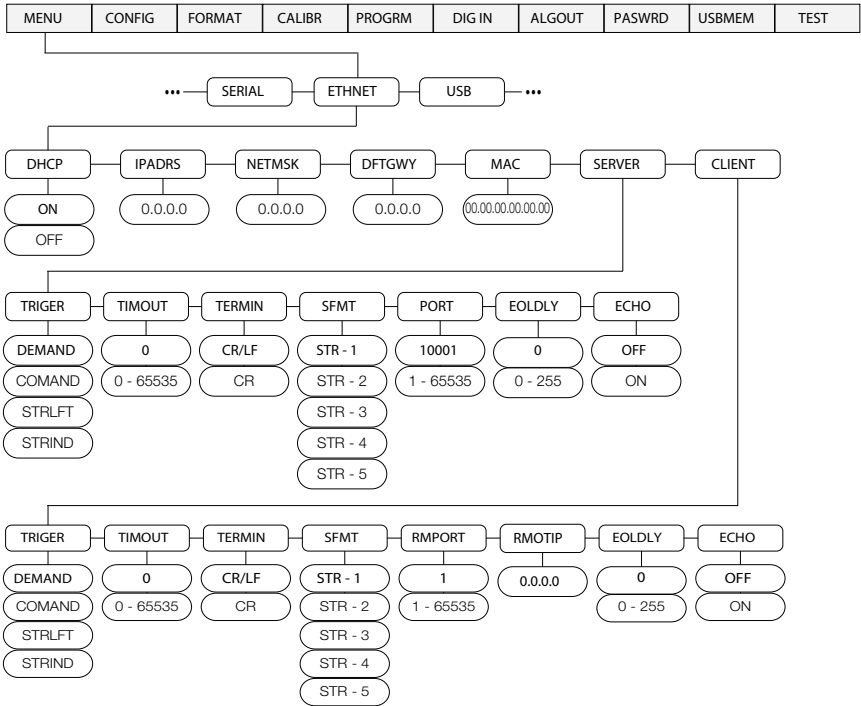 MENU CONFIG FORMAT CALIBR PROGRM DIG IN ALGOUT PASWRD USBMEM TEST
••• SERIAL ETHNET USB •••
DHCP IPADRS NETMSK DFTGWY MAC SERVER CLIENT
ON 0.0.0.0 0.0.0.0 0.0.0.0 00.00.00.00.00.00
OFF
TRIGER TIMOUT TERMIN SFMT PORT EOLDLY ECHO
DEMAND 0 CR/LF STR - 1 10001 0 OFF
COMAND 0 - 65535 CR STR - 2 1 - 65535 0 - 255 ON
STRLFT STR - 3
STRIND STR - 4
STR - 5
TRIGER TIMOUT TERMIN SFMT RMPORT RMOTIP EOLDLY ECHO
DEMAND 0 CR/LF STR - 1 1 0.0.0.0 0 OFF
COMAND 0 - 65535 CR STR - 2 1 - 65535 0 - 255 ON
STRLFT STR - 3
STRIND STR - 4
STR - 5